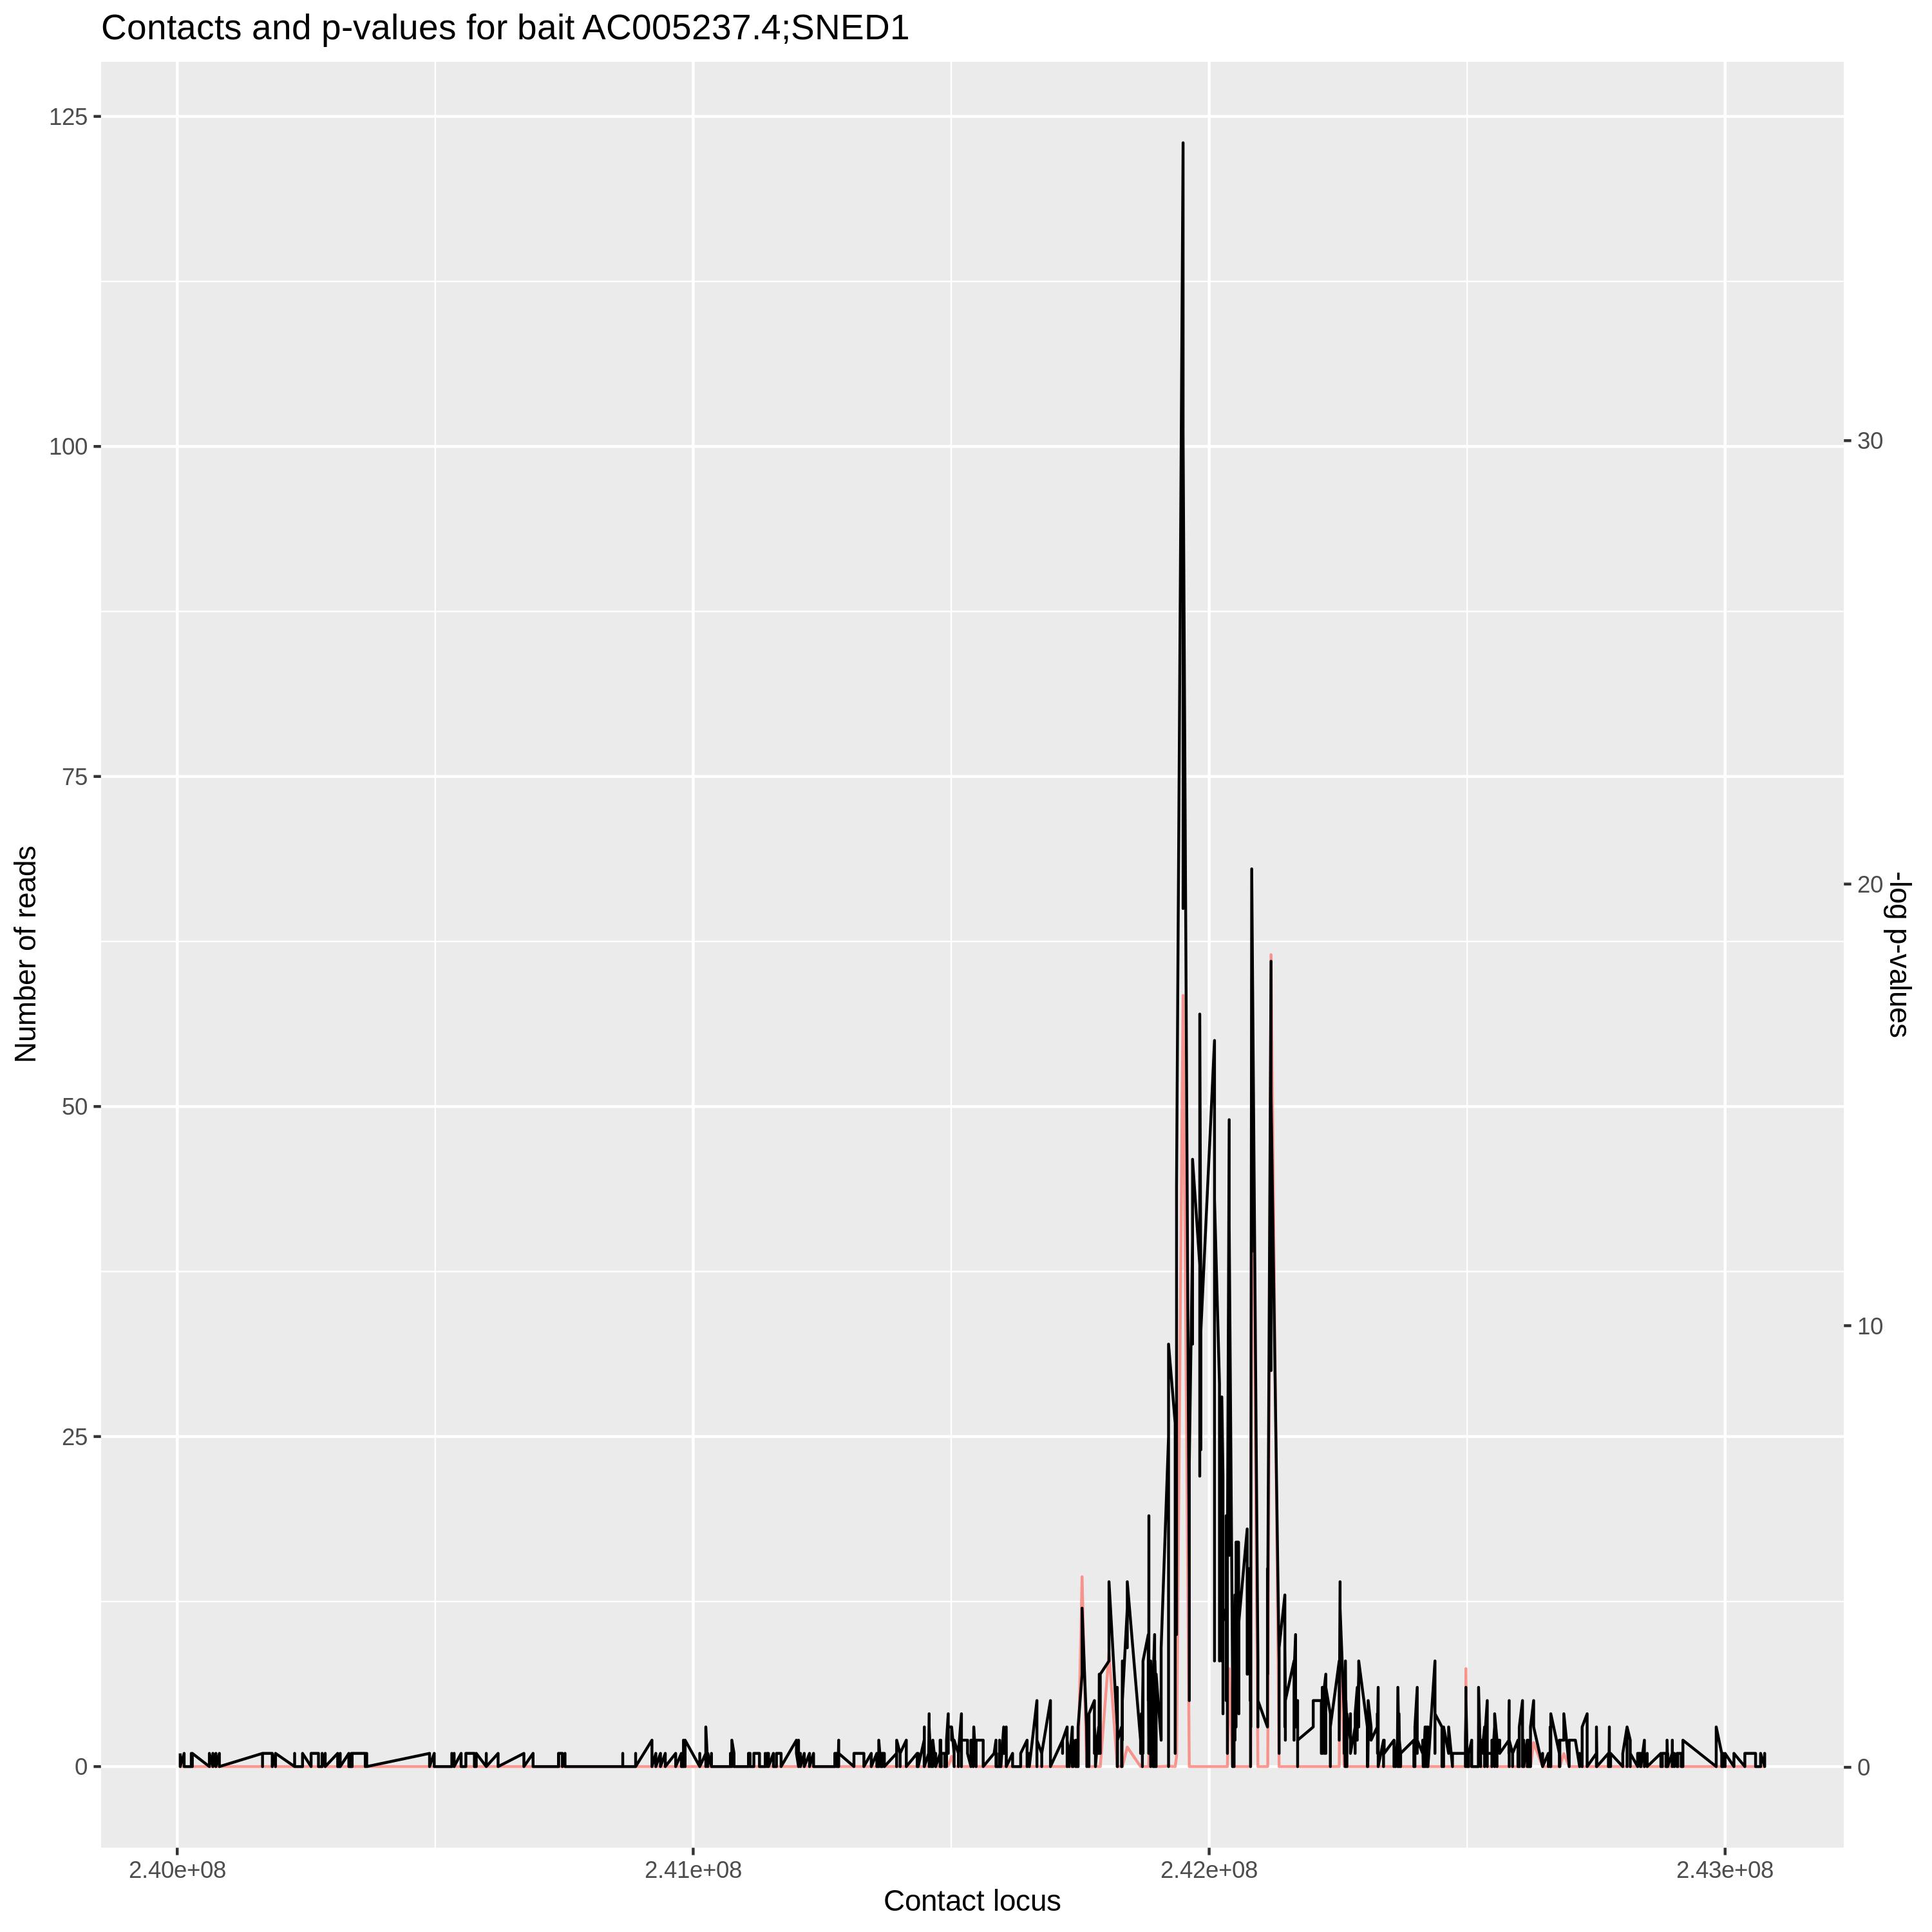 Contacts and p-values for bait AC005237.4;SNED1
125
100
75
50
25
0
Number of reads
30
20
10
0
-log p-values
2.40e+08
2.41e+08
2.42e+08
2.43e+08
Contact locus